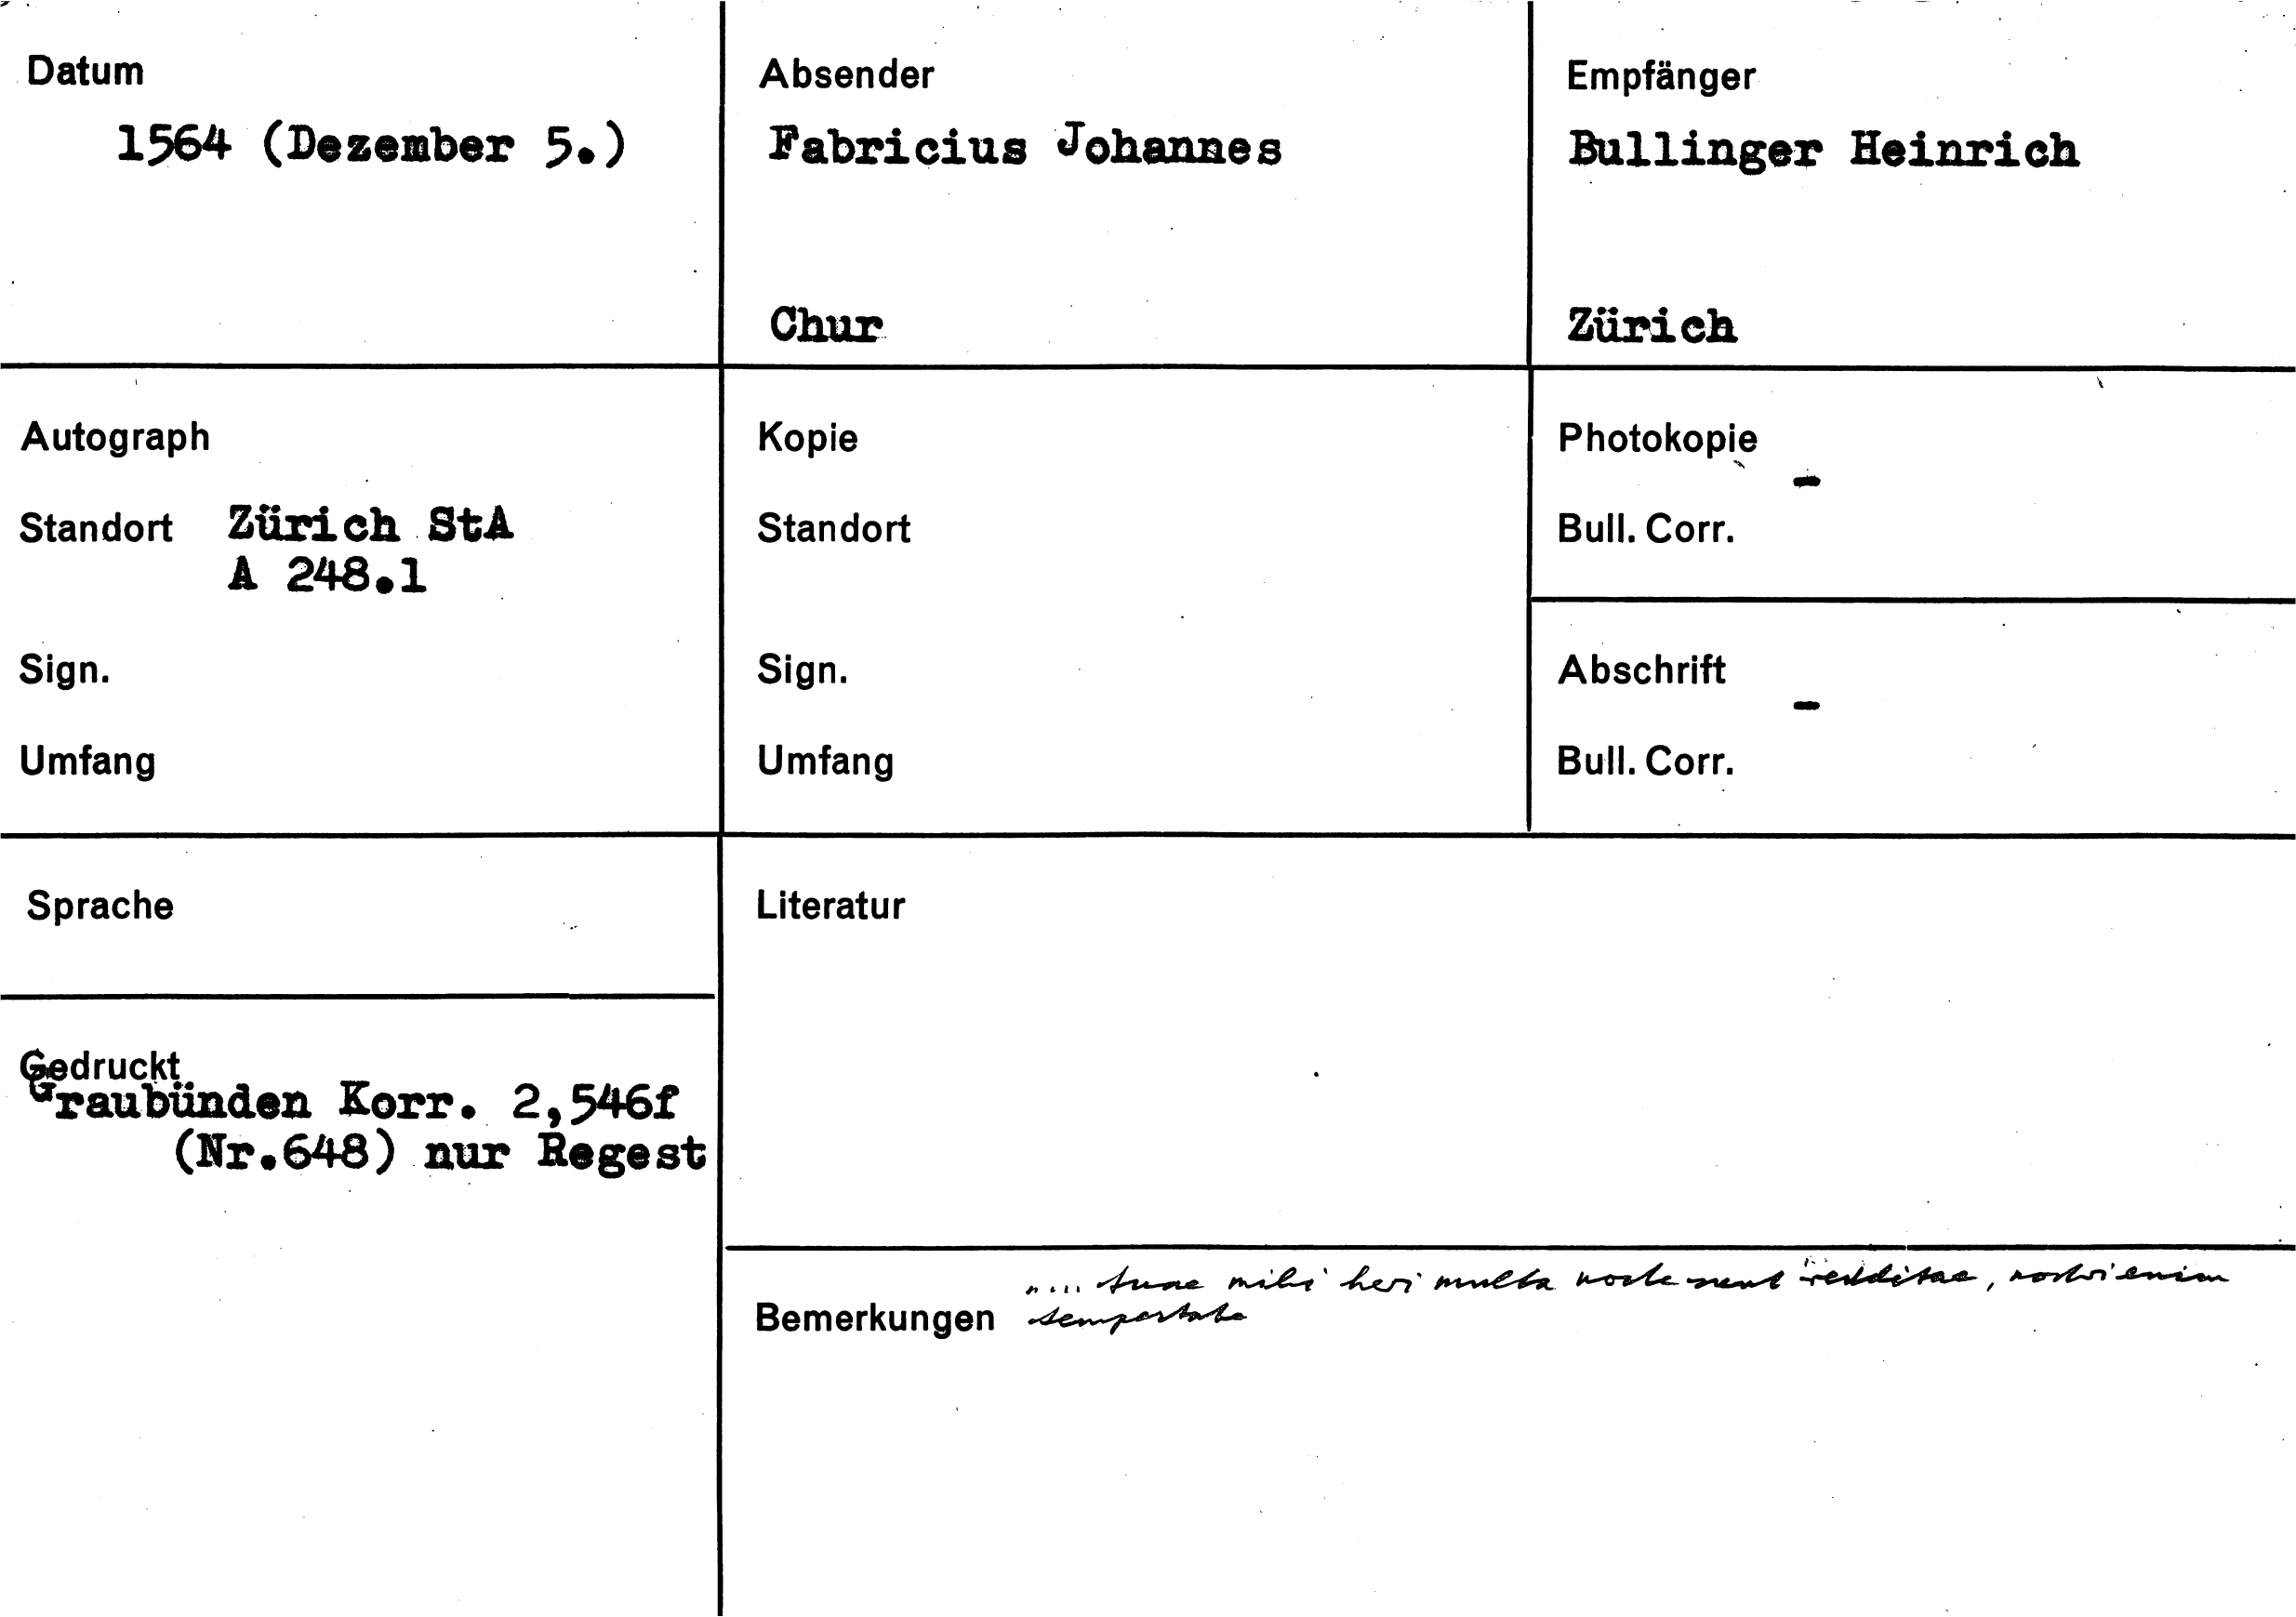 Datum
1564 (Dezember 5.)
Absender
Fabricius Johannes
Chur
Empfänger
Bullinger Heinrich
Zürich
Autograph
Standort Zürich StA
A 248.1
Sign.
Umfang
Kopie
Standort
Sign.
Umfang
Photokopie
-
Bull. Corr.
Abschrift
-
Bull. Corr.
Sprache
Gedruckt
Graubünden Korr. 2,546f
(Nr.648) nur Regest
Literatur
Bemerkungen
".... tuae mihi heri multa nocte sunt redditae, enim